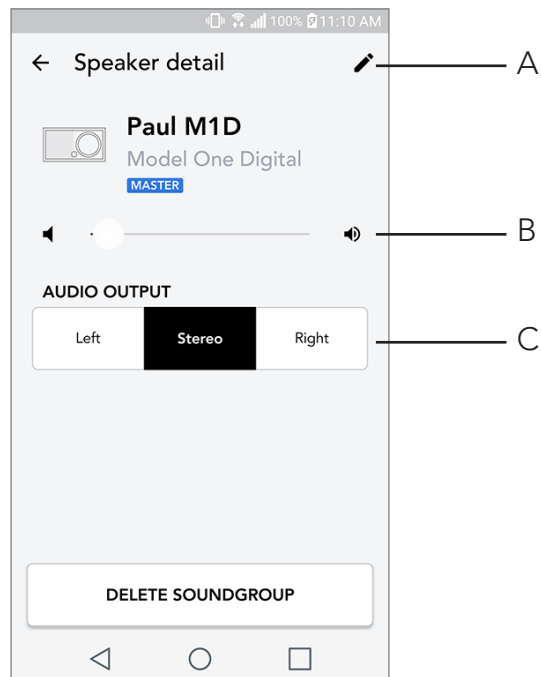 100% 11:10 AM
Speaker detail
A
Paul M1D
Model One Digital
MASTER
B
AUDIO OUTPUT
Left Stereo Right
C
DELETE SOUNDGROUP